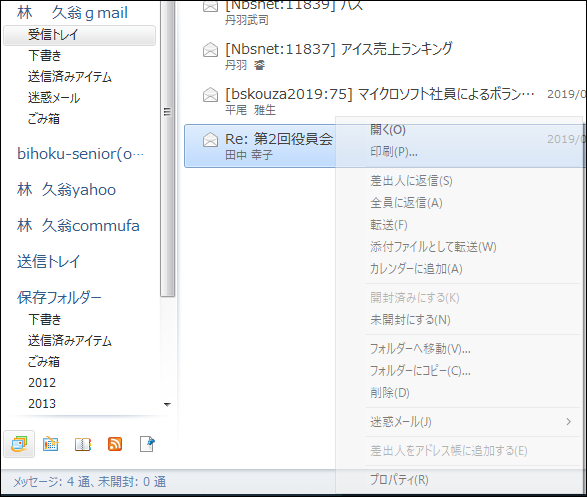 林　久翁ｇmail
受信トレイ
下書き
送信済みアイテム
迷惑メール
ごみ箱
bihoku-senior(o…
林　久翁yahoo
林　久翁commufa
送信トレイ
保存フォルダー
下書き
送信済みアイテム
ごみ箱
2012
2013
[Nbsnet:11839] バス
丹羽武司
[Nbsnet:11837] アイス売上ランキング
丹羽　睿
[bskouza2019:75] マイクロソフト社員によるボラン… 2019/0
平尾　雅生
Re: 第2回役員会 2019/0
田中 幸子
開く(O)
印刷(P)...
差出人に返信(S)
全員に返信(A)
転送(F)
添付ファイルとして転送(W)
カレンダーに追加(A)
開封済みにする(K)
未開封にする(N)
フォルダーへ移動(V)...
フォルダーにコピー(C)...
削除(D)
迷惑メール(J)
差出人をアドレス帳に追加する(E)
プロパティ(R)
メッセージ: 4 通、未開封: 0 通